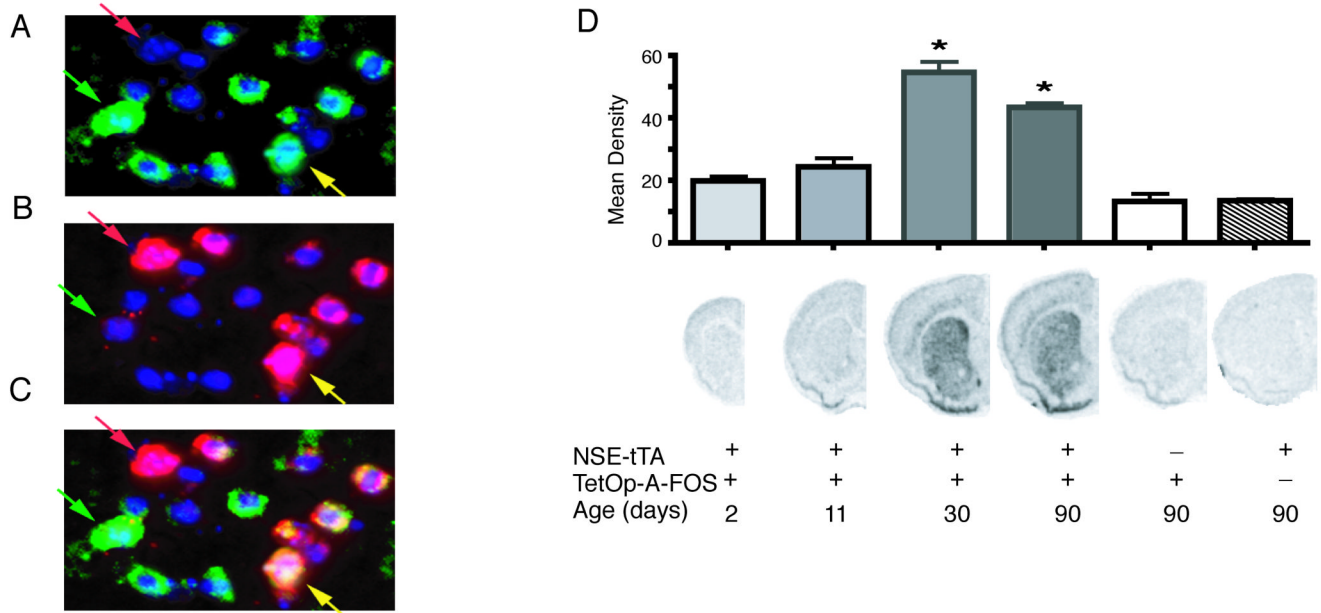 A
B
C
D
60
40
20
0
Mean Density
*
*
NSE-tTA + + + + – +
TetOp-A-FOS + + + + + –
Age (days) 2 11 30 90 90 90